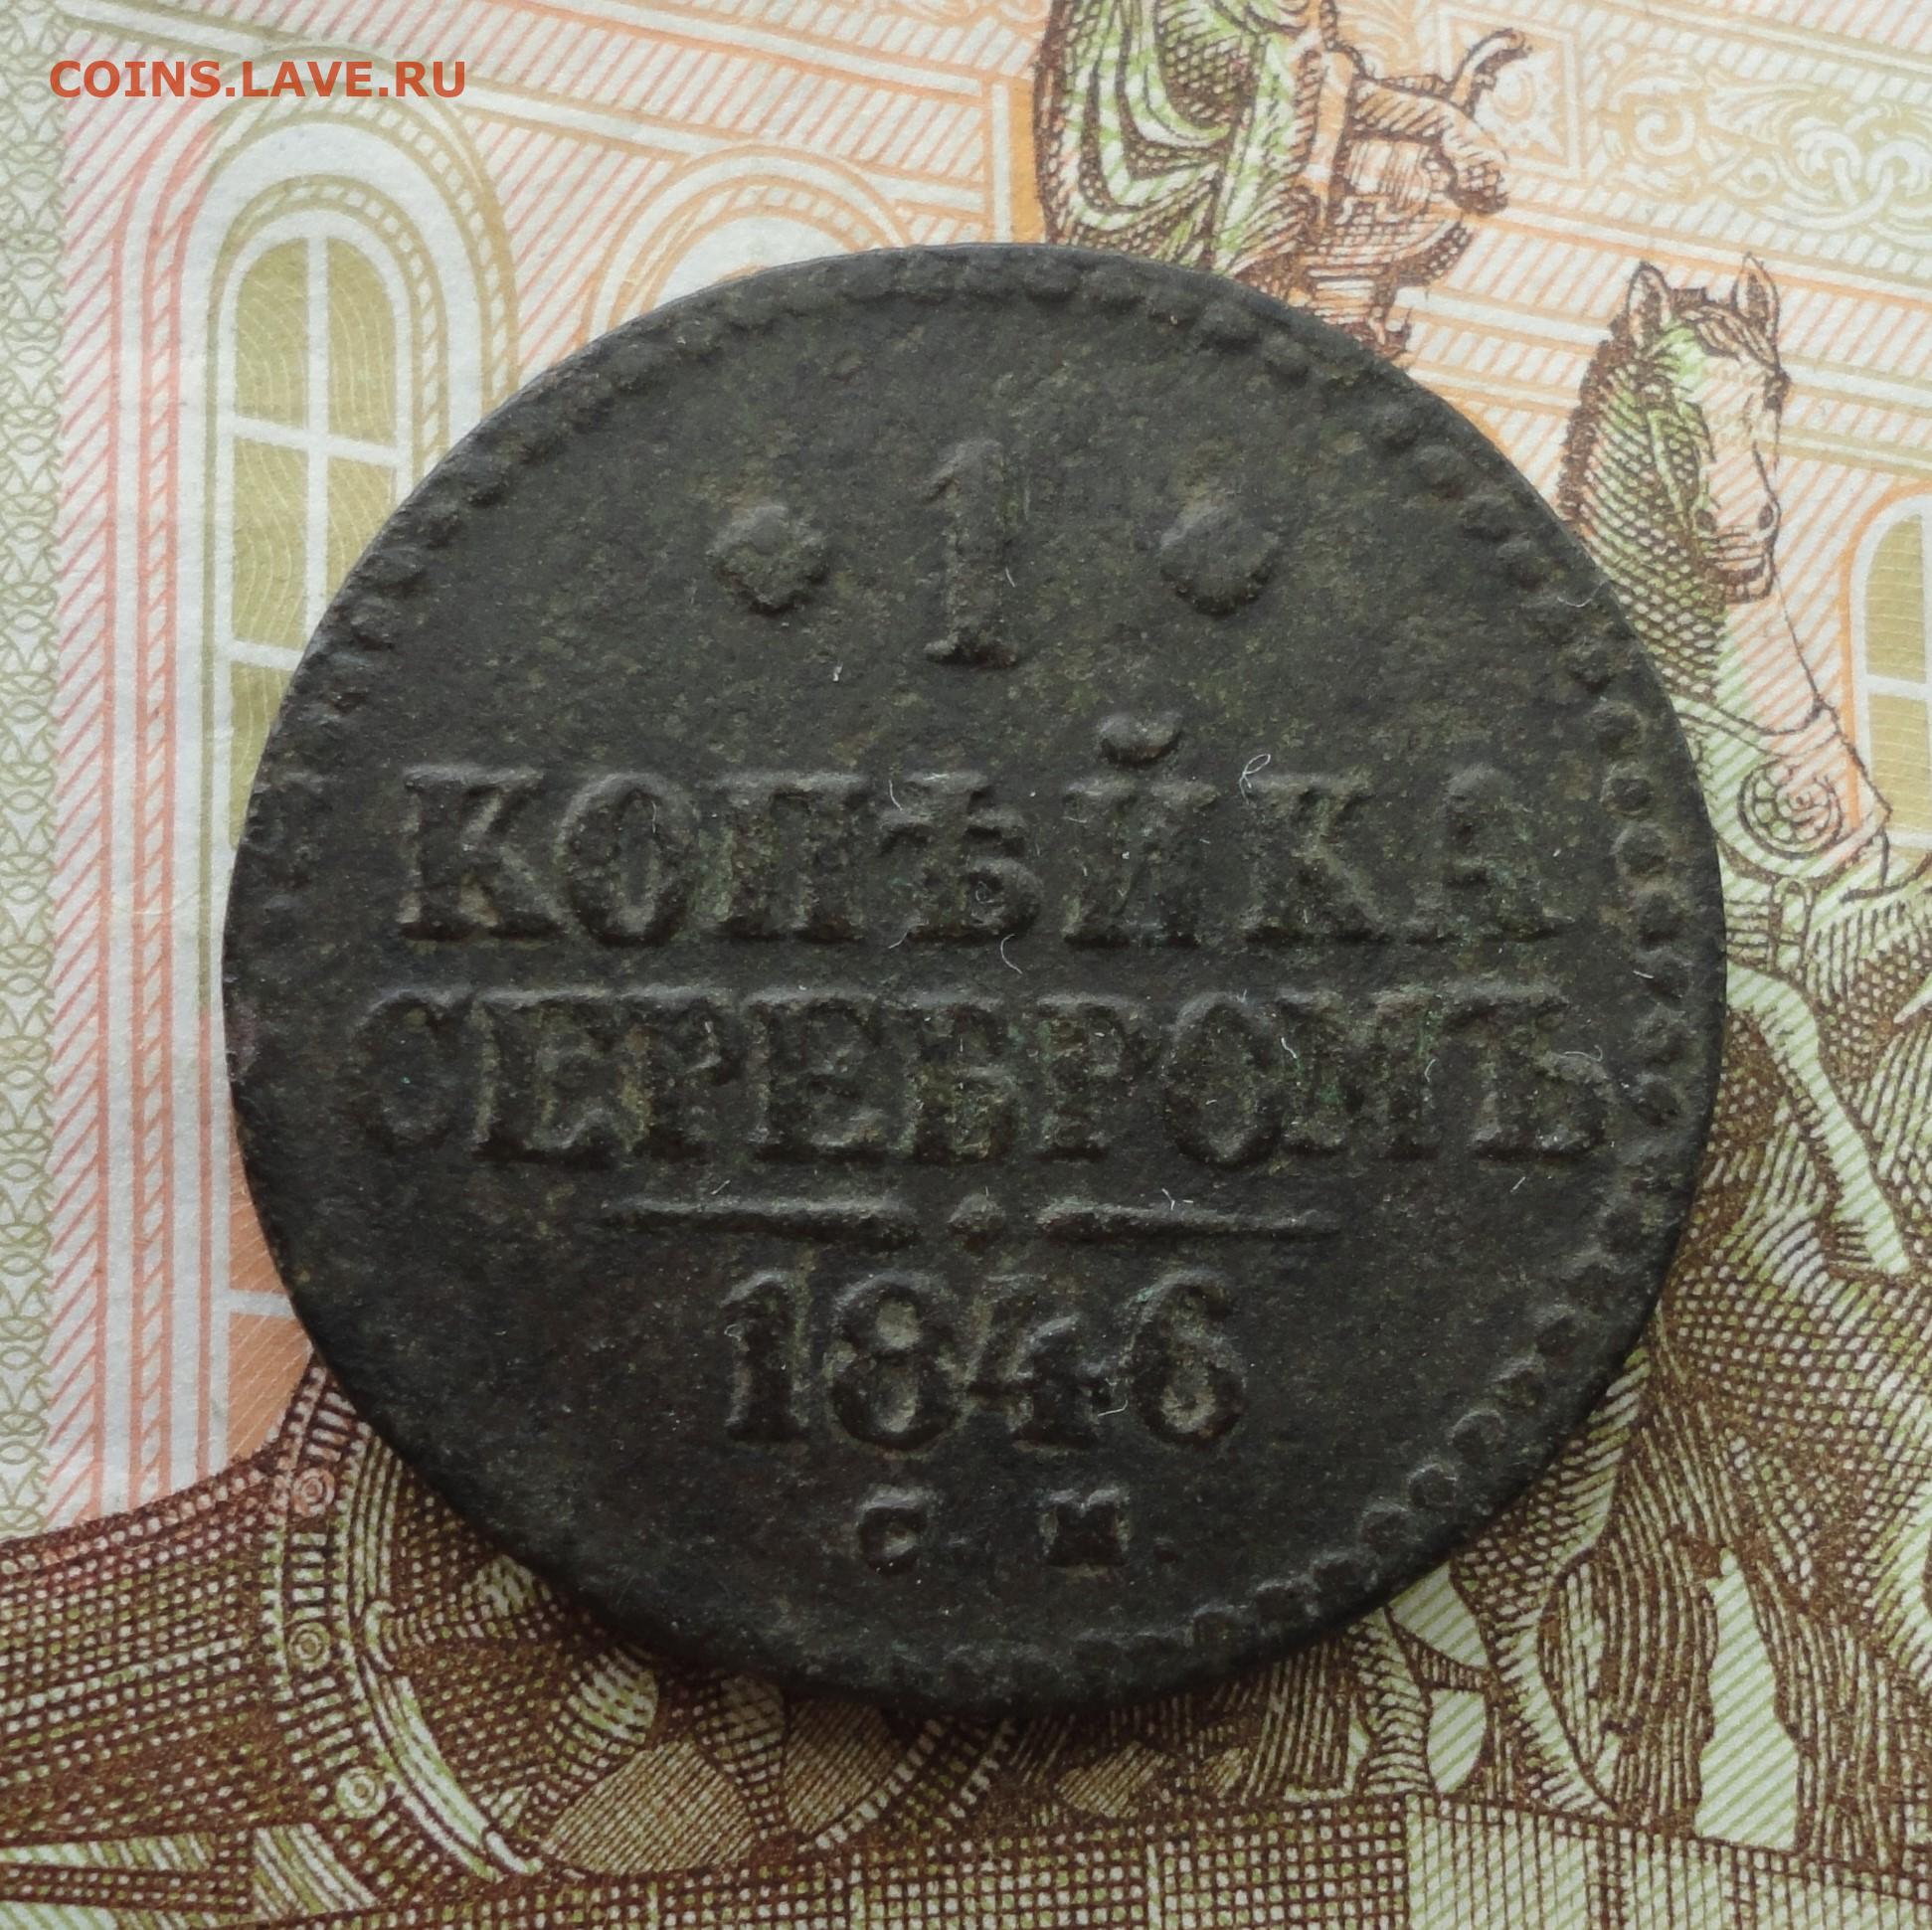 COINS.LAVE.RU
1
КОПѢЙКА
СЕРЕБРОМЪ
1846
С. М.